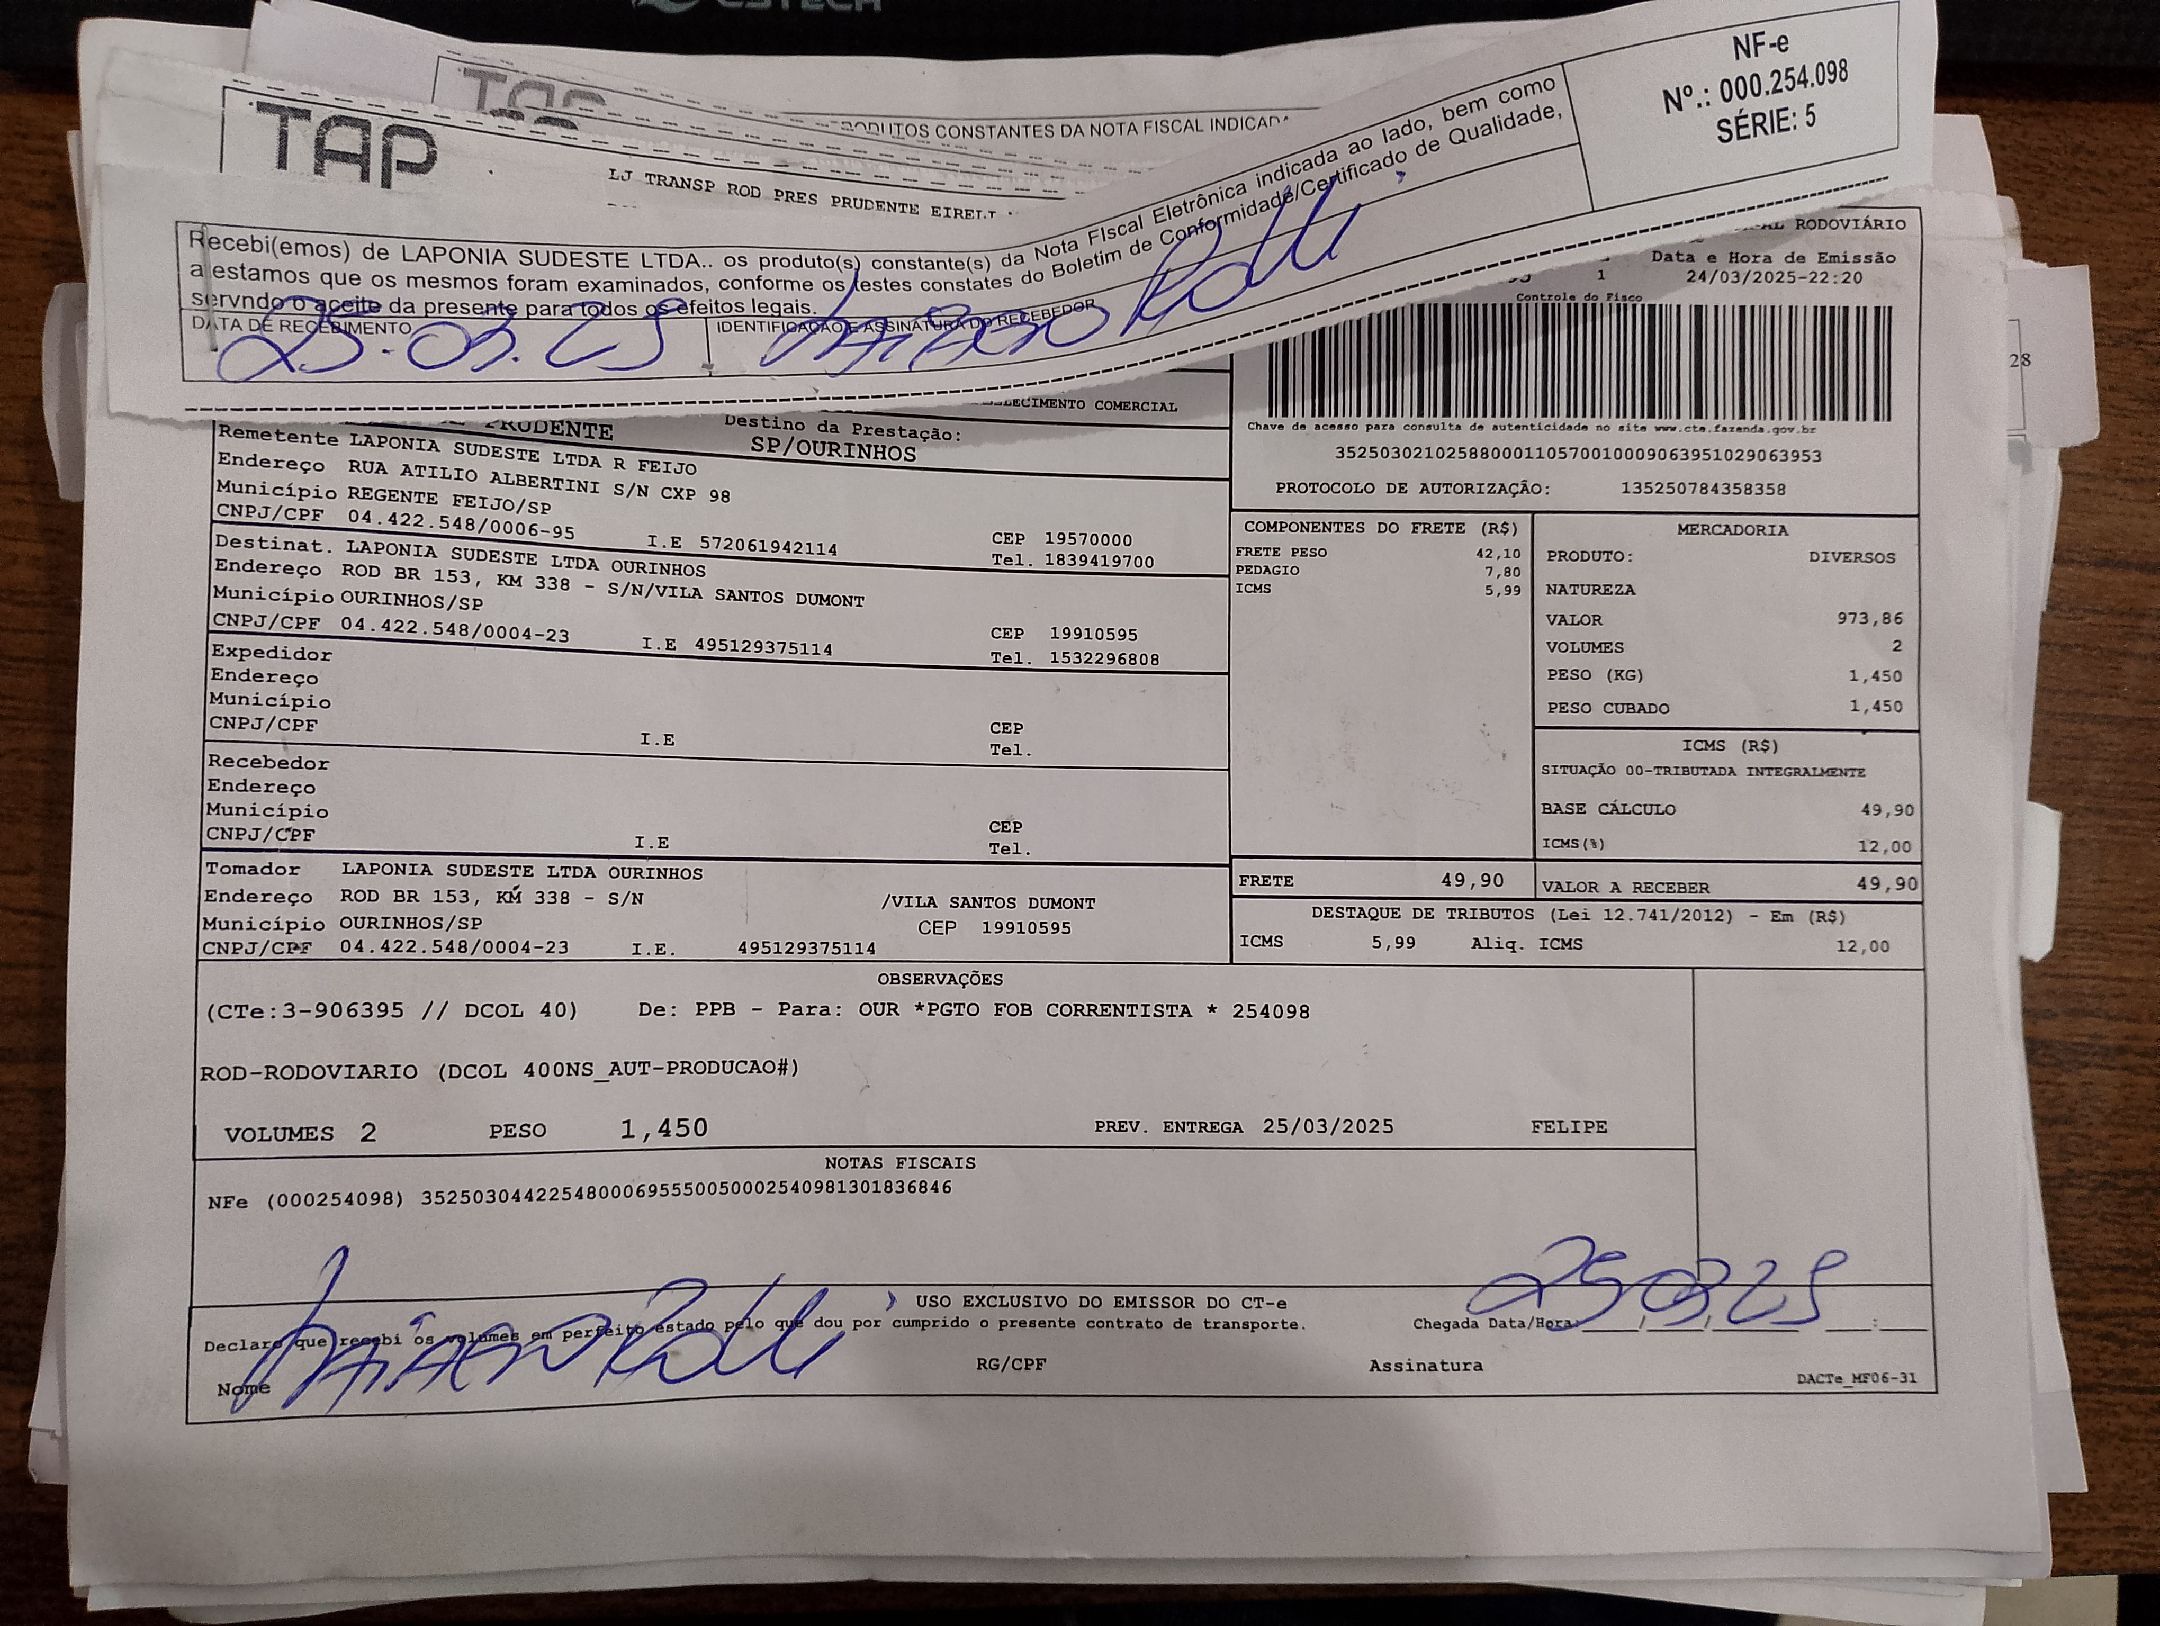 TAP
PRODUTOS CONSTANTES DA NOTA FISCAL INDICADA
LJ TRANSP ROD PRES PRUDENTE EIRELI
NF-e
Nº.: 000.254.098
SÉRIE: 5
Recebi(emos) de LAPONIA SUDESTE LTDA.. os produto(s) constante(s) da Nota FIscal Eletrônica indicada ao lado, bem como
atestamos que os mesmos foram examinados, conforme os testes constates do Boletim de Conformidade/Certificado de Qualidade,
servndo o aceite da presente para todos os efeitos legais.
DATA DE RECEBIMENTO
IDENTIFICAÇÃO E ASSINATURA DO RECEBEDOR
25.03.25
RODOVIÁRIO
Data e Hora de Emissão
1 24/03/2025-22:20
Controle do Fisco
Chave de acesso para consulta de autenticidade no site www.cte.fazenda.gov.br
35250302102588000110570010009063951029063953
PROTOCOLO DE AUTORIZAÇÃO: 135250784358358
COMERCIAL
PRUDENTE
Destino da Prestação:
SP/OURINHOS
Remetente LAPONIA SUDESTE LTDA R FEIJO
Endereço RUA ATILIO ALBERTINI S/N CXP 98
Município REGENTE FEIJO/SP
CNPJ/CPF 04.422.548/0006-95 I.E 572061942114
CEP 19570000
Tel. 1839419700
Destinat. LAPONIA SUDESTE LTDA OURINHOS
Endereço ROD BR 153, KM 338 - S/N/VILA SANTOS DUMONT
Município OURINHOS/SP
CNPJ/CPF 04.422.548/0004-23 I.E 495129375114
CEP 19910595
Tel. 1532296808
Expedidor
Endereço
Município
CNPJ/CPF I.E
CEP
Tel.
Recebedor
Endereço
Município
CNPJ/CPF I.E
CEP
Tel.
Tomador LAPONIA SUDESTE LTDA OURINHOS
Endereço ROD BR 153, KM 338 - S/N /VILA SANTOS DUMONT
Município OURINHOS/SP CEP 19910595
CNPJ/CPF 04.422.548/0004-23 I.E. 495129375114
COMPONENTES DO FRETE (R$)
FRETE PESO 42,10
PEDAGIO 7,80
ICMS 5,99
MERCADORIA
PRODUTO: DIVERSOS
NATUREZA
VALOR 973,86
VOLUMES 2
PESO (KG) 1,450
PESO CUBADO 1,450
ICMS (R$)
SITUAÇÃO 00-TRIBUTADA INTEGRALMENTE
BASE CÁLCULO 49,90
ICMS(%) 12,00
FRETE 49,90
VALOR A RECEBER 49,90
DESTAQUE DE TRIBUTOS (Lei 12.741/2012) - Em (R$)
ICMS 5,99 Aliq. ICMS 12,00
OBSERVAÇÕES
(CTe:3-906395 // DCOL 40) De: PPB - Para: OUR *PGTO FOB CORRENTISTA * 254098
ROD-RODOVIARIO (DCOL 400NS_AUT-PRODUCAO#)
VOLUMES 2 PESO 1,450 PREV. ENTREGA 25/03/2025 FELIPE
NOTAS FISCAIS
NFe (000254098) 35250304422548000695550050002540981301836846
25 03 25
USO EXCLUSIVO DO EMISSOR DO CT-e
Declaro que recebi os volumes em perfeito estado pelo que dou por cumprido o presente contrato de transporte.
Chegada Data/Hora:
Nome
RG/CPF
Assinatura
DACTe_MF06-31
28